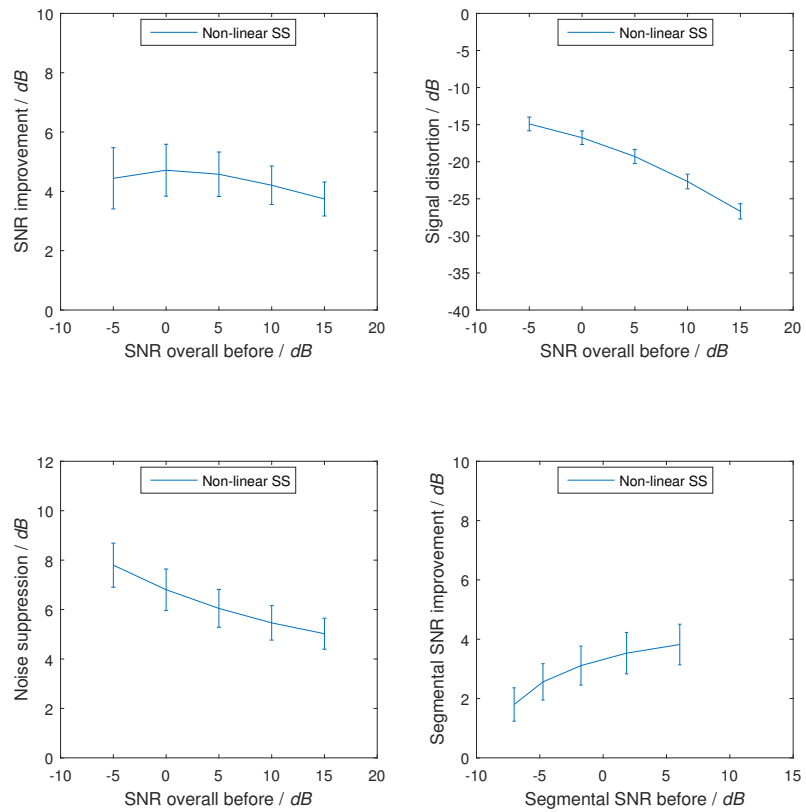 Non-linear SS
10
8
6
4
2
0
-10 -5 0 5 10 15 20
SNR overall before / dB
SNR improvement / dB
Non-linear SS
-0
-5
-10
-15
-20
-25
-30
-35
-40
-10 -5 0 5 10 15 20
SNR overall before / dB
Signal distortion / dB
Non-linear SS
12
10
8
6
4
2
0
-10 -5 0 5 10 15 20
SNR overall before / dB
Noise suppression / dB
Non-linear SS
10
8
6
4
2
0
-10 -5 0 5 10 15
Segmental SNR before / dB
Segmental SNR improvement / dB